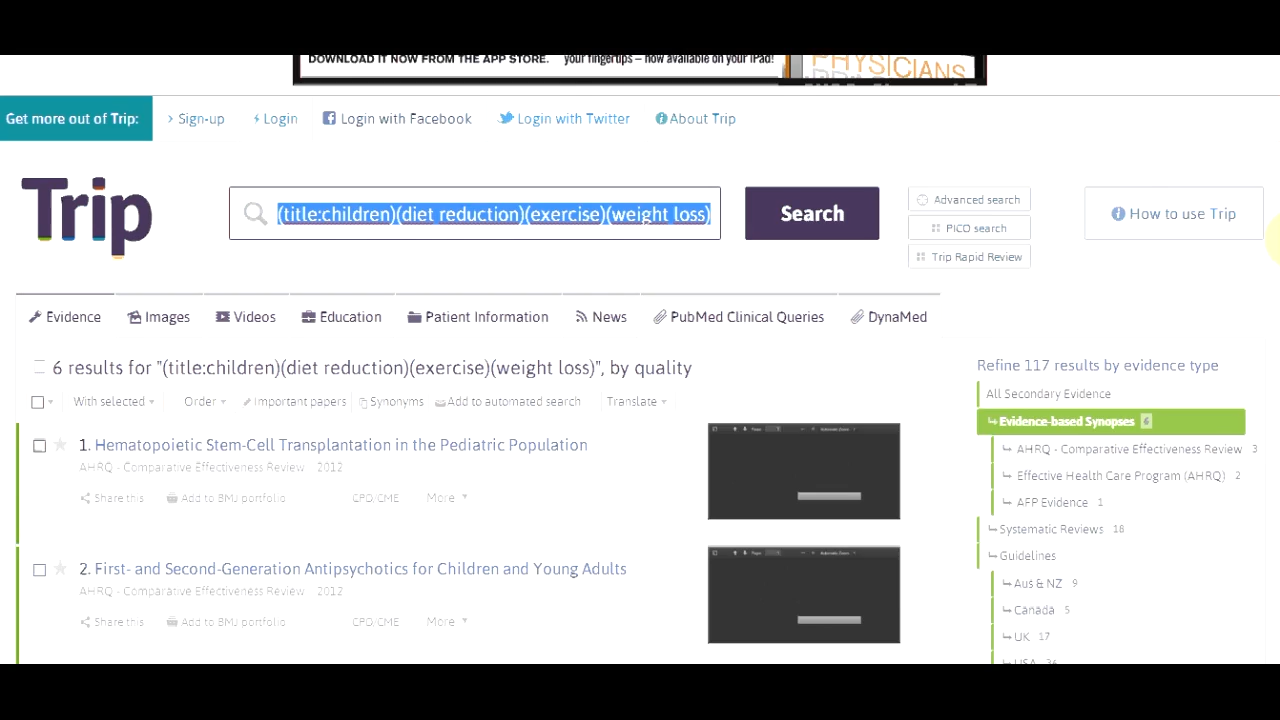 DOWNLOAD IT NOW FROM THE APP STORE. your fingertips – now available on your iPad! PHYSICIANS
Get more out of Trip: Sign-up Login Login with Facebook Login with Twitter About Trip
Trip (title:children)(diet reduction)(exercise)(weight loss) Search Advanced search How to use Trip
PICO search
Trip Rapid Review
Evidence Images Videos Education Patient Information News PubMed Clinical Queries DynaMed
6 results for "(title:children)(diet reduction)(exercise)(weight loss)", by quality
With selected Order Important papers Synonyms Add to automated search Translate
1. Hematopoietic Stem-Cell Transplantation in the Pediatric Population
AHRQ - Comparative Effectiveness Review 2012
Share this Add to BMJ portfolio CPD/CME More
2. First- and Second-Generation Antipsychotics for Children and Young Adults
AHRQ - Comparative Effectiveness Review 2012
Share this Add to BMJ portfolio CPD/CME More
Refine 117 results by evidence type
All Secondary Evidence
Evidence-based Synopses 6
AHRQ - Comparative Effectiveness Review 3
Effective Health Care Program (AHRQ) 2
AFP Evidence 1
Systematic Reviews 18
Guidelines
Aus & NZ 9
Canada 5
UK 17
USA 36